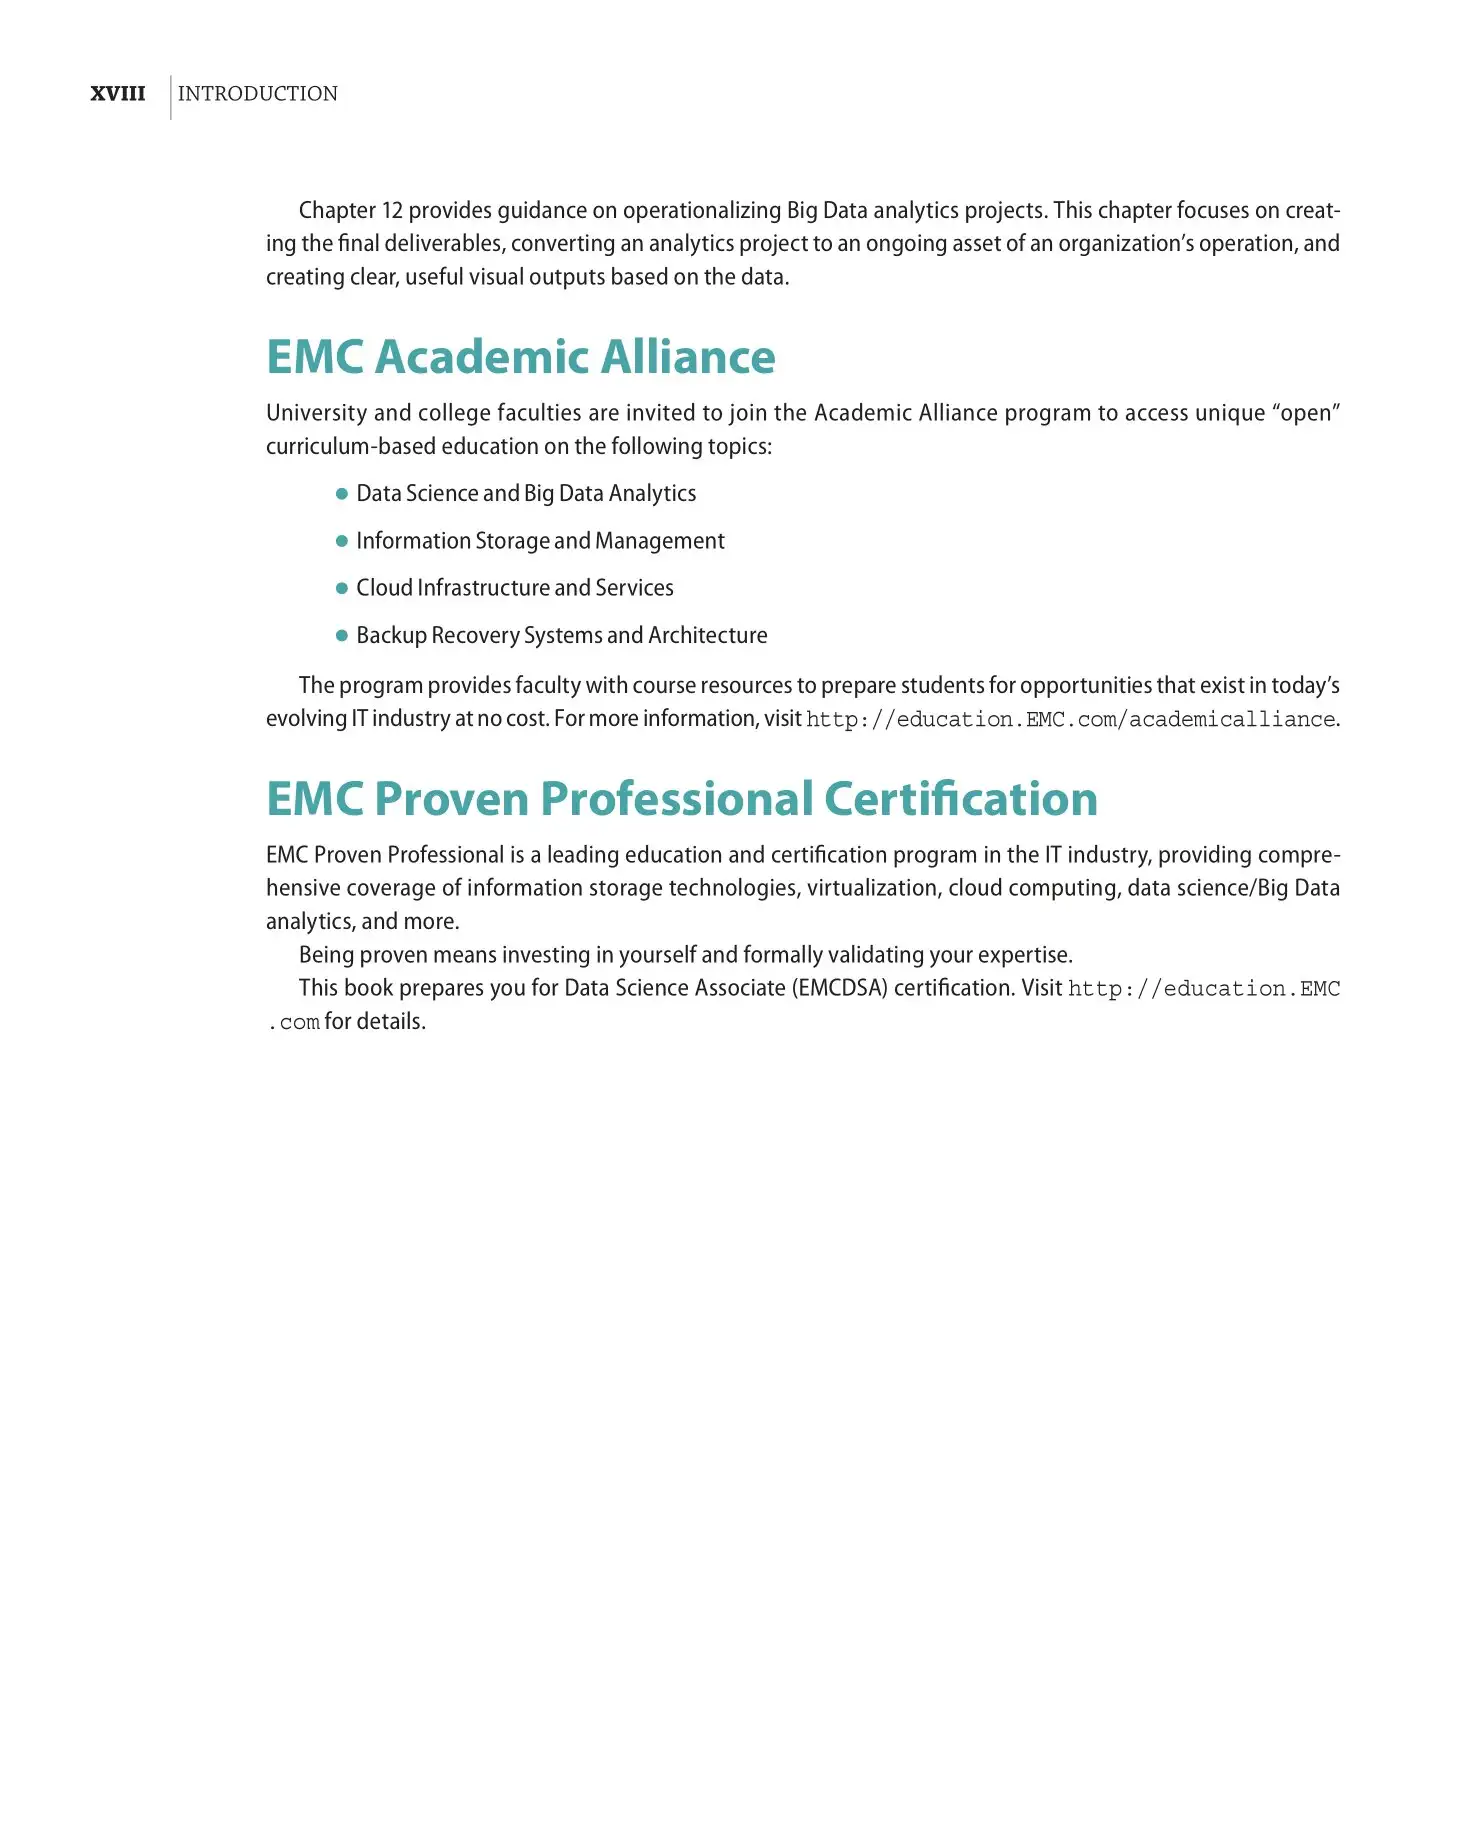 XVIII INTRODUCTION
Chapter 12 provides guidance on operationalizing Big Data analytics projects. This chapter focuses on creat-
ing the final deliverables, converting an analytics project to an ongoing asset of an organization’s operation, and
creating clear, useful visual outputs based on the data.
EMC Academic Alliance
University and college faculties are invited to join the Academic Alliance program to access unique “open”
curriculum-based education on the following topics:
● Data Science and Big Data Analytics
● Information Storage and Management
● Cloud Infrastructure and Services
● Backup Recovery Systems and Architecture
The program provides faculty with course resources to prepare students for opportunities that exist in today’s
evolving IT industry at no cost. For more information, visit http://education.EMC.com/academicalliance.
EMC Proven Professional Certification
EMC Proven Professional is a leading education and certification program in the IT industry, providing compre-
hensive coverage of information storage technologies, virtualization, cloud computing, data science/Big Data
analytics, and more.
Being proven means investing in yourself and formally validating your expertise.
This book prepares you for Data Science Associate (EMCDSA) certification. Visit http://education.EMC
.com for details.